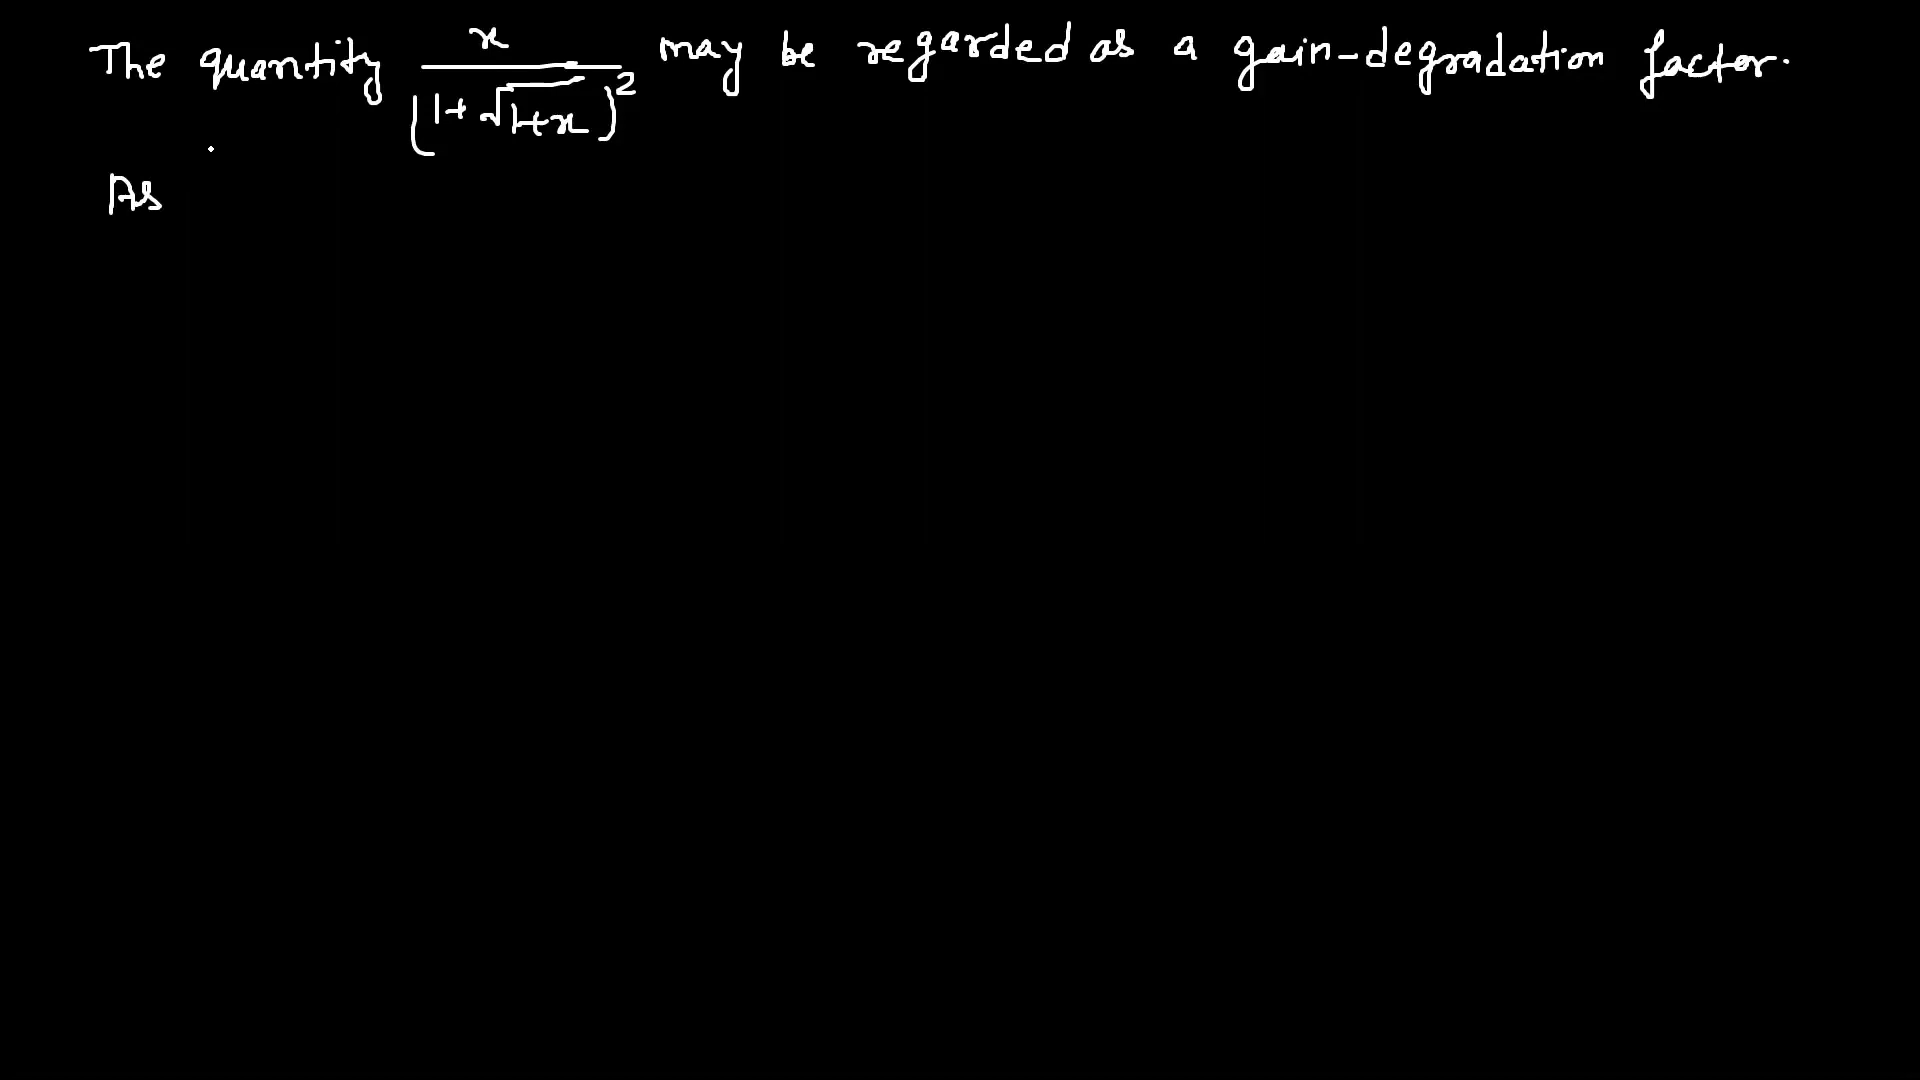 The quantity x/(1+√(1+x))² may be regarded as a gain-degradation factor.
As